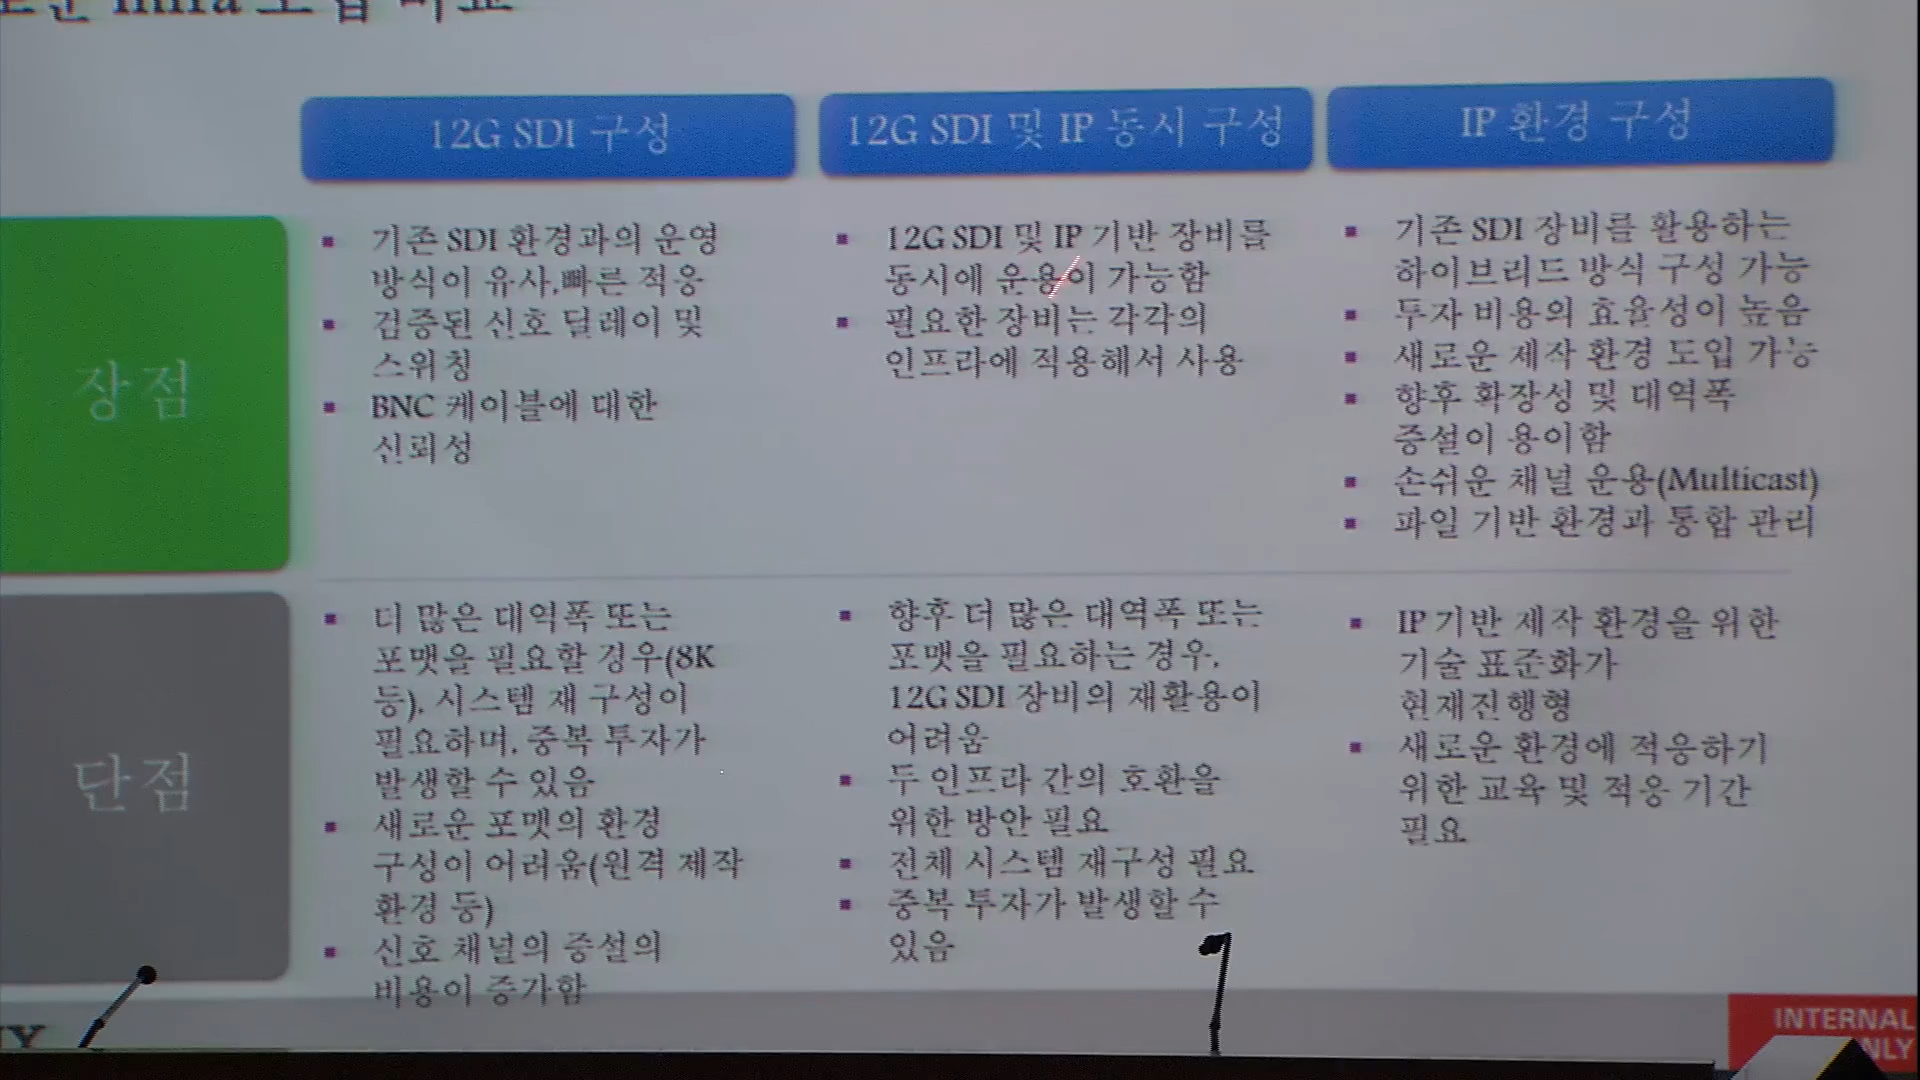 Infra 도입 비교
12G SDI 구성
12G SDI 및 IP 동시 구성
IP 환경 구성
장점
기존 SDI 환경과의 운영
방식이 유사,빠른 적응
검증된 신호 딜레이 및
스위칭
BNC 케이블에 대한
신뢰성
12G SDI 및 IP 기반 장비를
동시에 운용이 가능함
필요한 장비는 각각의
인프라에 적용해서 사용
기존 SDI 장비를 활용하는
하이브리드 방식 구성 가능
투자 비용의 효율성이 높음
새로운 제작 환경 도입 가능
향후 확장성 및 대역폭
증설이 용이함
손쉬운 채널 운용(Multicast)
파일 기반 환경과 통합 관리
단점
더 많은 대역폭 또는
포맷을 필요할 경우(8K
등), 시스템 재 구성이
필요하며, 중복 투자가
발생할 수 있음
새로운 포맷의 환경
구성이 어려움(원격 제작
환경 등)
신호 채널의 증설의
비용이 증가함
향후 더 많은 대역폭 또는
포맷을 필요하는 경우,
12G SDI 장비의 재활용이
어려움
두 인프라 간의 호환을
위한 방안 필요
전체 시스템 재구성 필요
중복 투자가 발생할 수
있음
IP 기반 제작 환경을 위한
기술 표준화가
현재진행형
새로운 환경에 적응하기
위한 교육 및 적응 기간
필요
INTERNAL